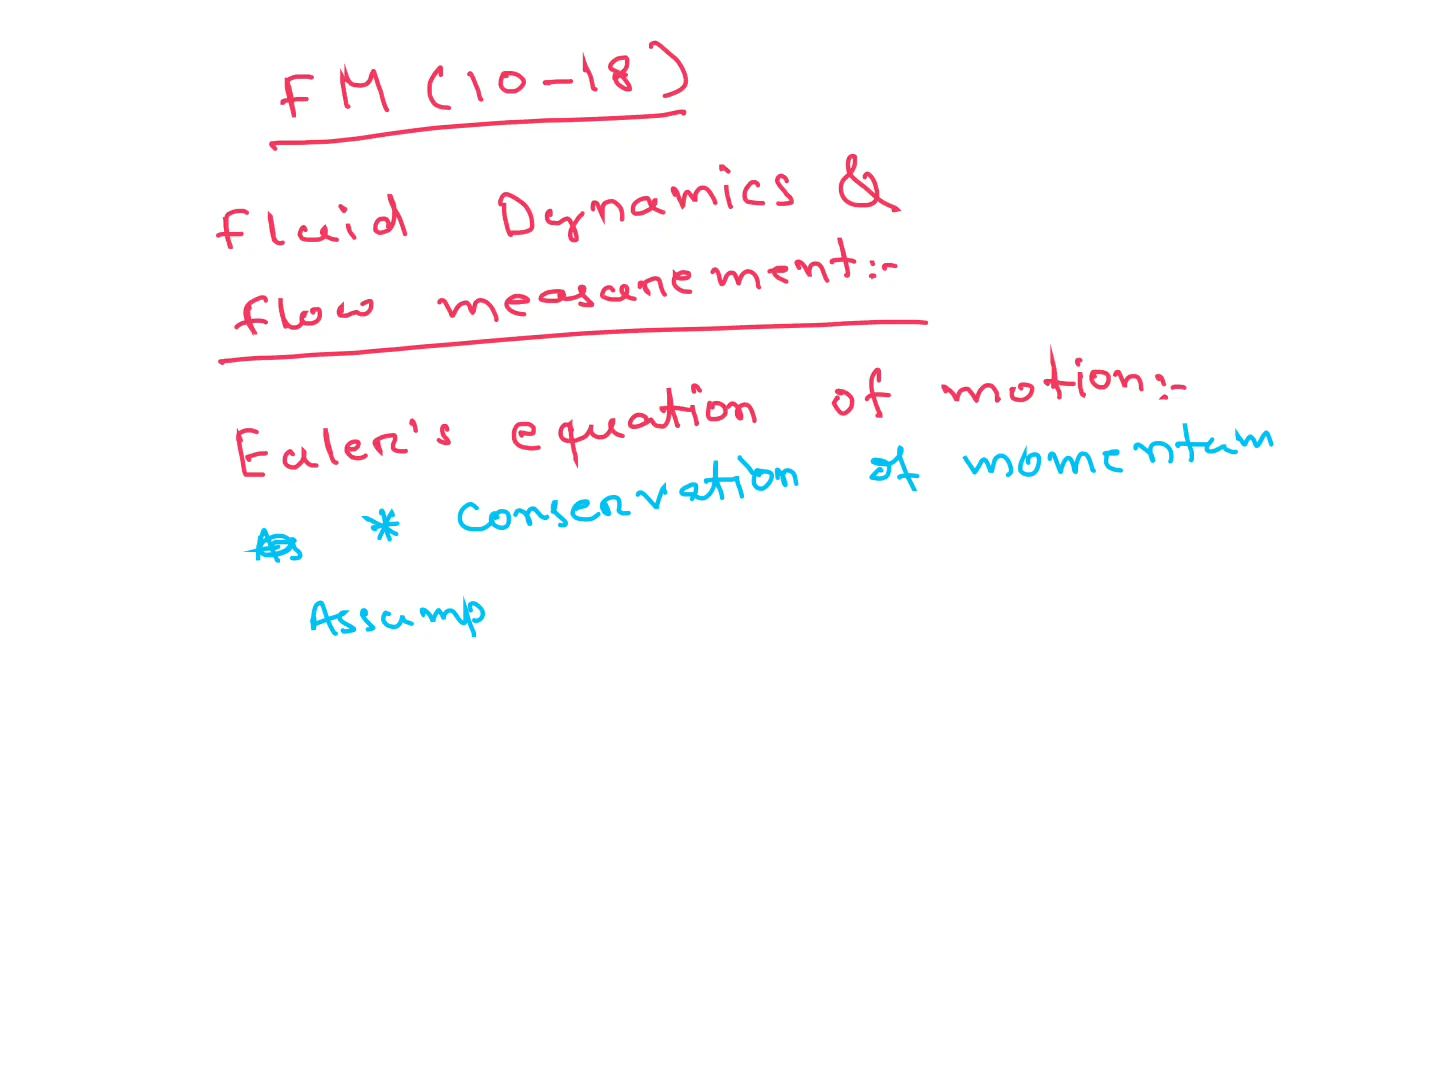 FM (10-18)
Fluid Dynamics &
flow measurement:-
Euler's equation of motion:-
* Conservation of momentum
Assump